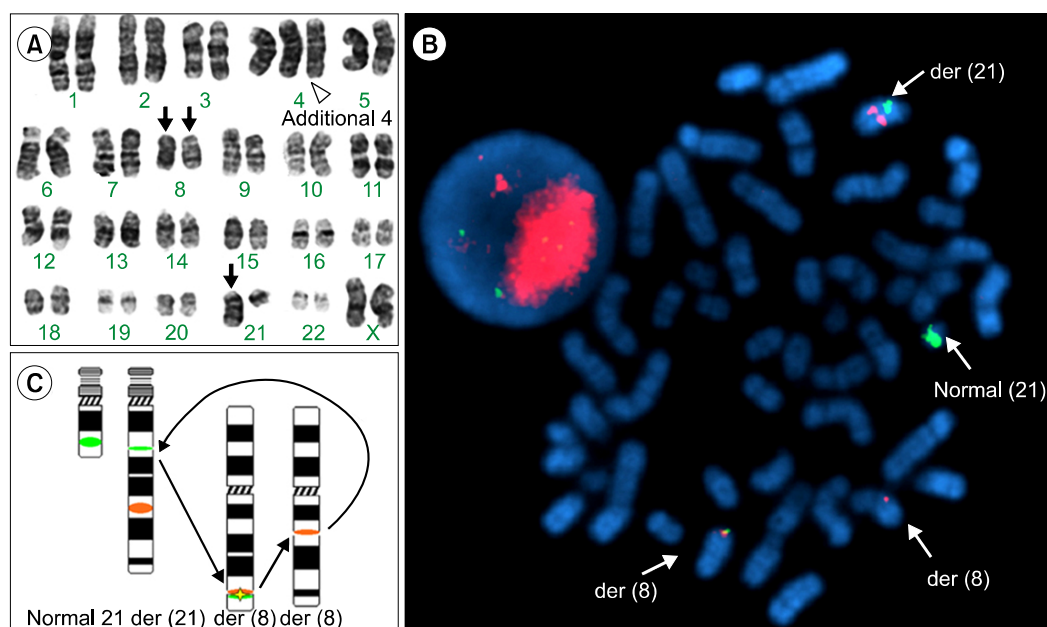 A
1 2 3 4 5
Additional 4
6 7 8 9 10 11
12 13 14 15 16 17
18 19 20 21 22 X
B
der (21)
Normal (21)
der (8)
der (8)
C
Normal 21 der (21) der (8) der (8)